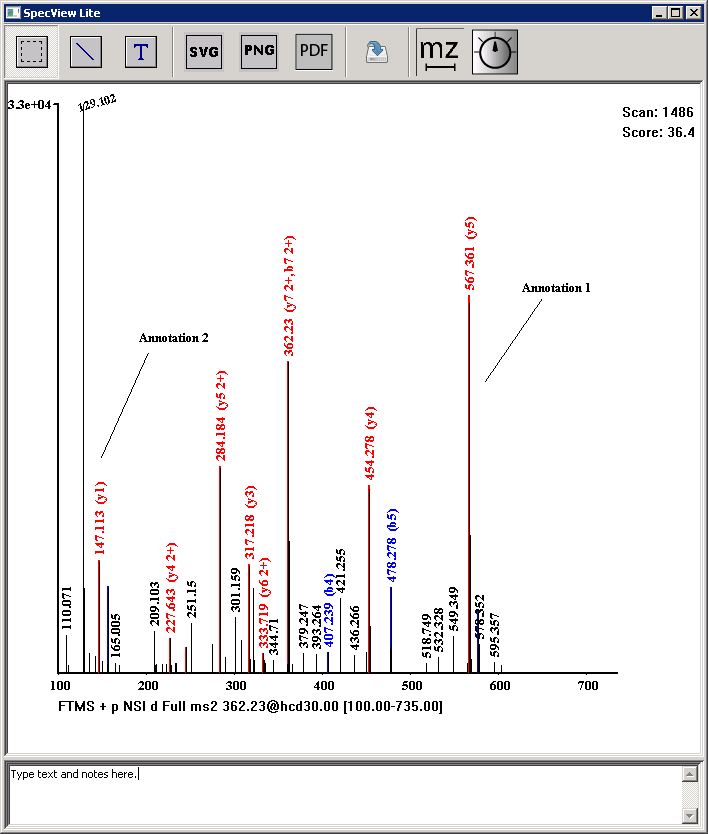 SpecView Lite
T SVG PNG PDF mz
3.3e+04
129.102
Scan: 1486
Score: 36.4
567.361 (y5)
362.23 (y7 2+,b7 2+)
Annotation 1
Annotation 2
284.184 (y5 2+)
454.278 (y4)
147.113 (y1)
317.218 (y3)
478.278 (b5)
227.643 (y4 2+)
333.719 (y6 2+)
407.239 (b4)
110.071
165.005
209.103
251.15
301.159
344.71
379.247
393.264
421.255
436.266
518.749
532.328
549.349
578.352
595.357
100 200 300 400 500 600 700
FTMS + p NSI d Full ms2 362.23@hcd30.00 [100.00-735.00]
Type text and notes here.